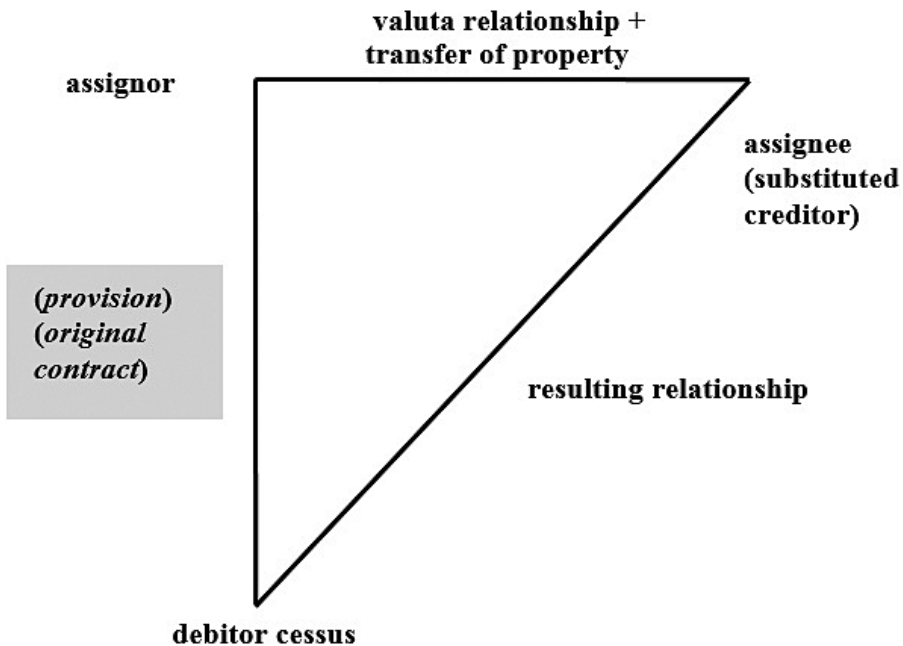 valuta relationship +
transfer of property
assignor
assignee
(substituted
creditor)
(provision)
(original
contract)
resulting relationship
debitor cessus